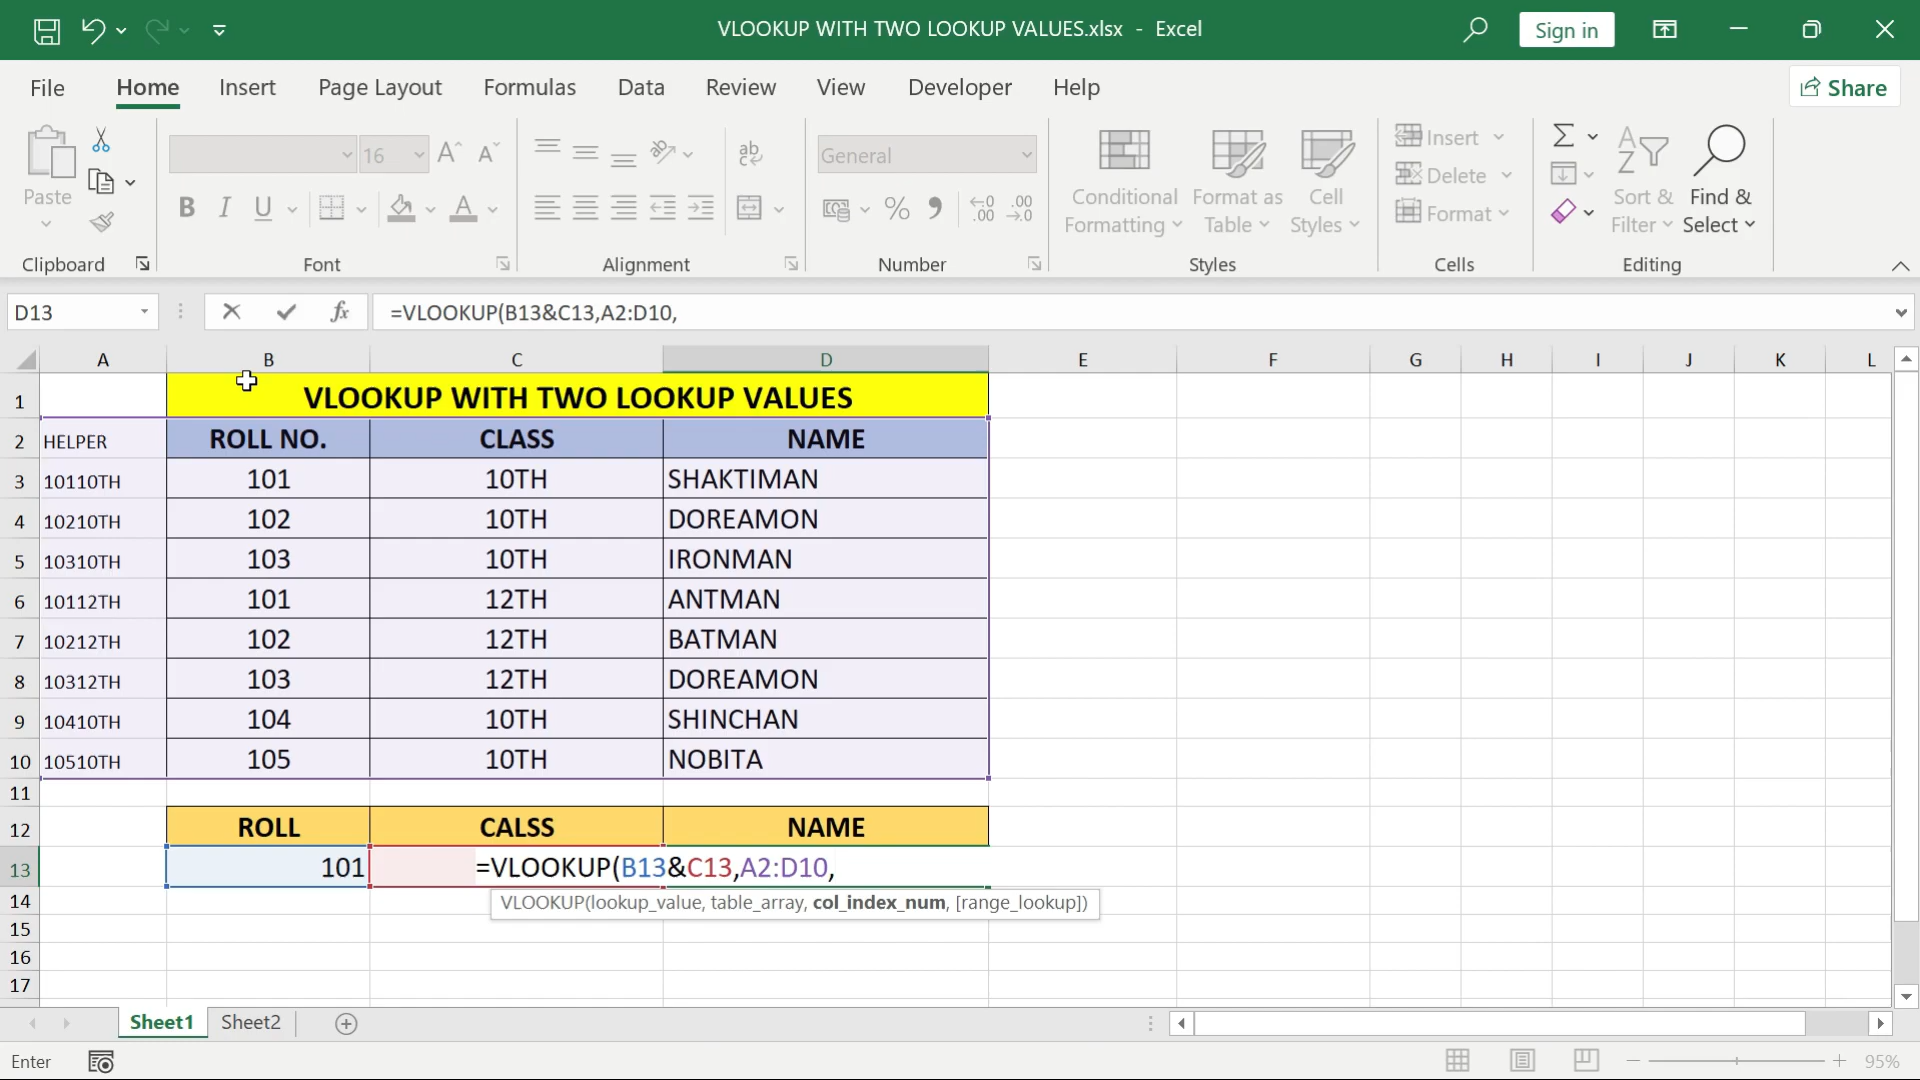 VLOOKUP WITH TWO LOOKUP VALUES.xlsx - Excel
Sign in
File Home Insert Page Layout Formulas Data Review View Developer Help
Share
Paste
Clipboard
16
A A
B I U A
Font
ab
Alignment
General
% , .00
Number
Conditional Formatting
Format as Table
Cell Styles
Styles
Insert
Delete
Format
Cells
Σ
A Z
Sort & Filter
Find & Select
Editing
D13 fx =VLOOKUP(B13&C13,A2:D10,
A B C D E F G H I J K L
1 VLOOKUP WITH TWO LOOKUP VALUES
2 HELPER ROLL NO. CLASS NAME
3 10110TH 101 10TH SHAKTIMAN
4 10210TH 102 10TH DOREAMON
5 10310TH 103 10TH IRONMAN
6 10112TH 101 12TH ANTMAN
7 10212TH 102 12TH BATMAN
8 10312TH 103 12TH DOREAMON
9 10410TH 104 10TH SHINCHAN
10 10510TH 105 10TH NOBITA
11
12 ROLL CALSS NAME
13 101 =VLOOKUP(B13&C13,A2:D10,
VLOOKUP(lookup_value, table_array, col_index_num, [range_lookup])
14
15
16
17
Sheet1 Sheet2
Enter
95%